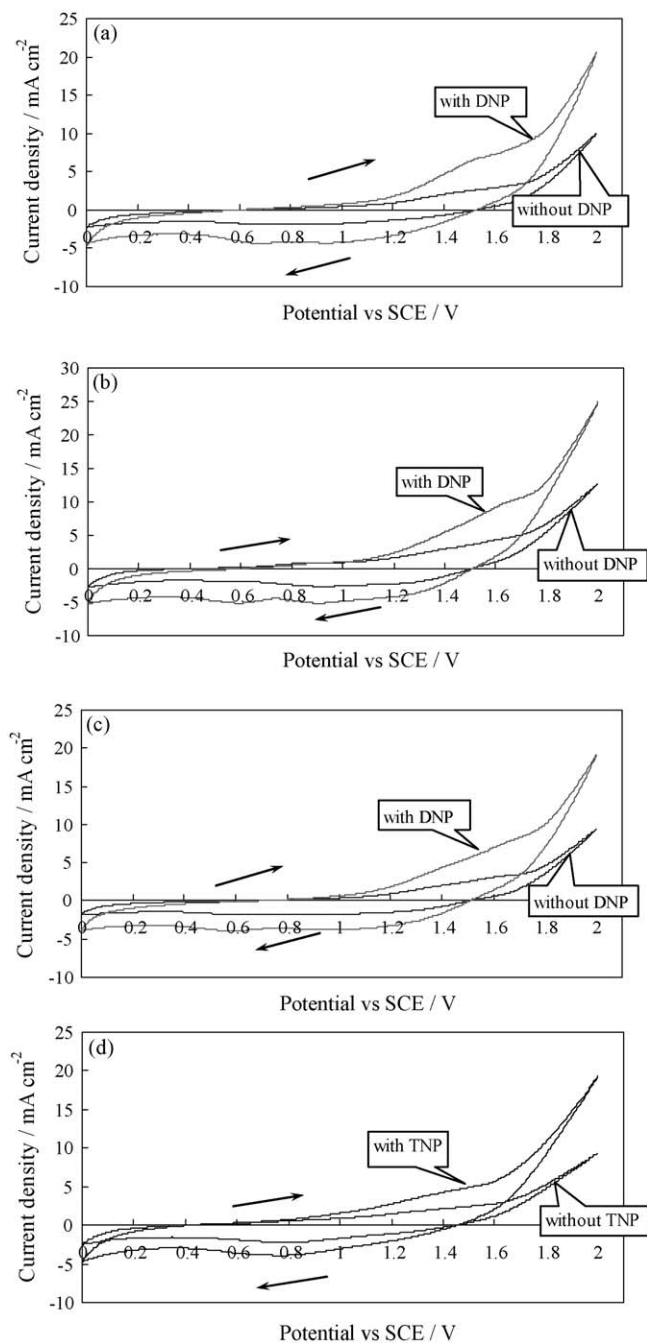 (a)
25
20
15
10
5
0
-5
-10
0 0.2 0.4 0.6 0.8 1 1.2 1.4 1.6 1.8 2
with DNP
without DNP
Current density / mA cm⁻²
Potential vs SCE / V
(b)
30
25
20
15
10
5
0
-5
-10
0 0.2 0.4 0.6 0.8 1 1.2 1.4 1.6 1.8 2
with DNP
without DNP
Current density / mA cm⁻²
Potential vs SCE / V
(c)
25
20
15
10
5
0
-5
-10
0 0.2 0.4 0.6 0.8 1 1.2 1.4 1.6 1.8 2
with DNP
without DNP
Current density / mA cm⁻²
Potential vs SCE / V
(d)
25
20
15
10
5
0
-5
-10
0 0.2 0.4 0.6 0.8 1 1.2 1.4 1.6 1.8 2
with TNP
without TNP
Current density / mA cm⁻²
Potential vs SCE / V